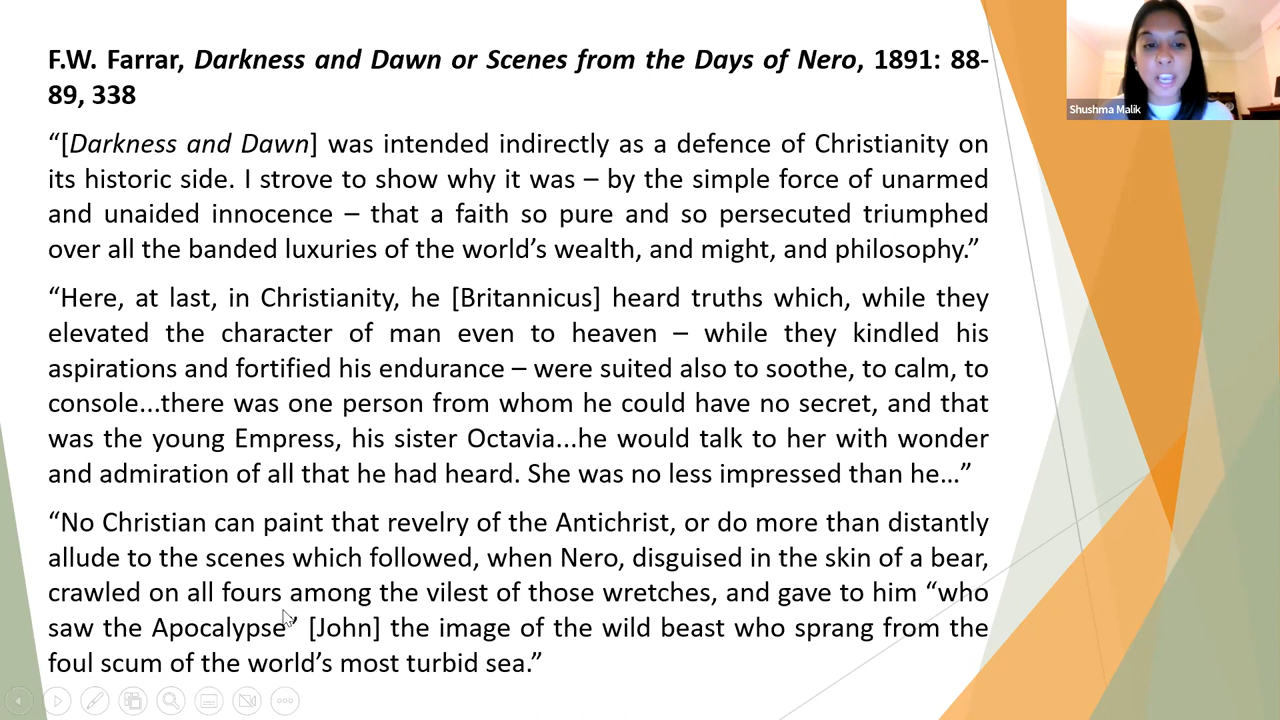 F.W. Farrar, Darkness and Dawn or Scenes from the Days of Nero, 1891: 88-
89, 338
“[Darkness and Dawn] was intended indirectly as a defence of Christianity on
its historic side. I strove to show why it was – by the simple force of unarmed
and unaided innocence – that a faith so pure and so persecuted triumphed
over all the banded luxuries of the world’s wealth, and might, and philosophy.”
“Here, at last, in Christianity, he [Britannicus] heard truths which, while they
elevated the character of man even to heaven – while they kindled his
aspirations and fortified his endurance – were suited also to soothe, to calm, to
console...there was one person from whom he could have no secret, and that
was the young Empress, his sister Octavia...he would talk to her with wonder
and admiration of all that he had heard. She was no less impressed than he…”
“No Christian can paint that revelry of the Antichrist, or do more than distantly
allude to the scenes which followed, when Nero, disguised in the skin of a bear,
crawled on all fours among the vilest of those wretches, and gave to him “who
saw the Apocalypse” [John] the image of the wild beast who sprang from the
foul scum of the world’s most turbid sea.”
Shushma Malik